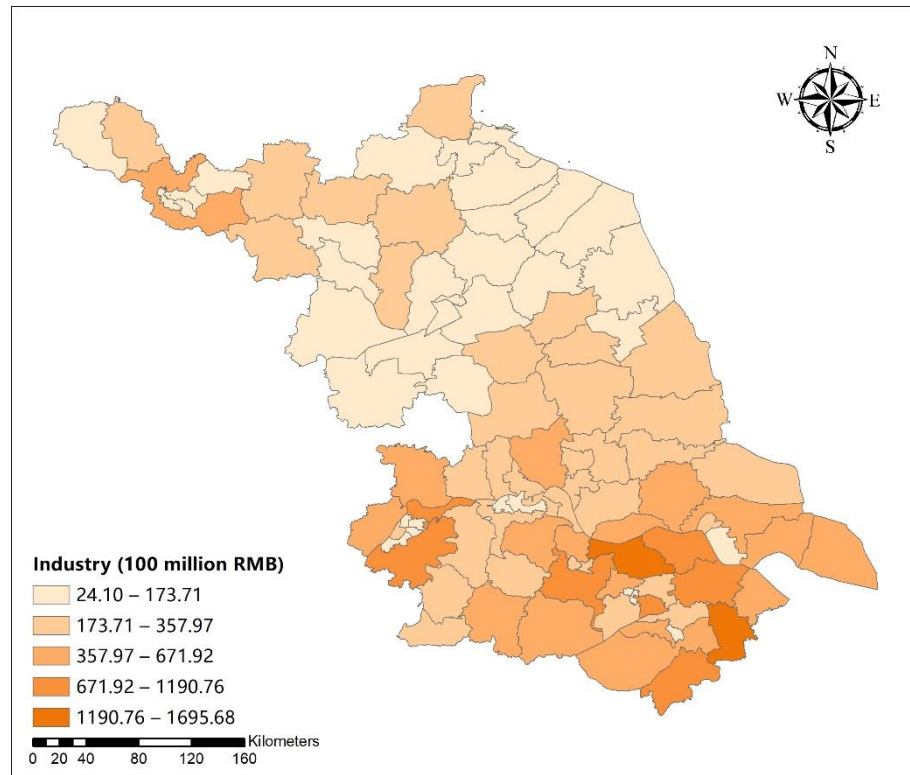 N
W E
S
Industry (100 million RMB)
24.10 – 173.71
173.71 – 357.97
357.97 – 671.92
671.92 – 1190.76
1190.76 – 1695.68
Kilometers
0 20 40 80 120 160